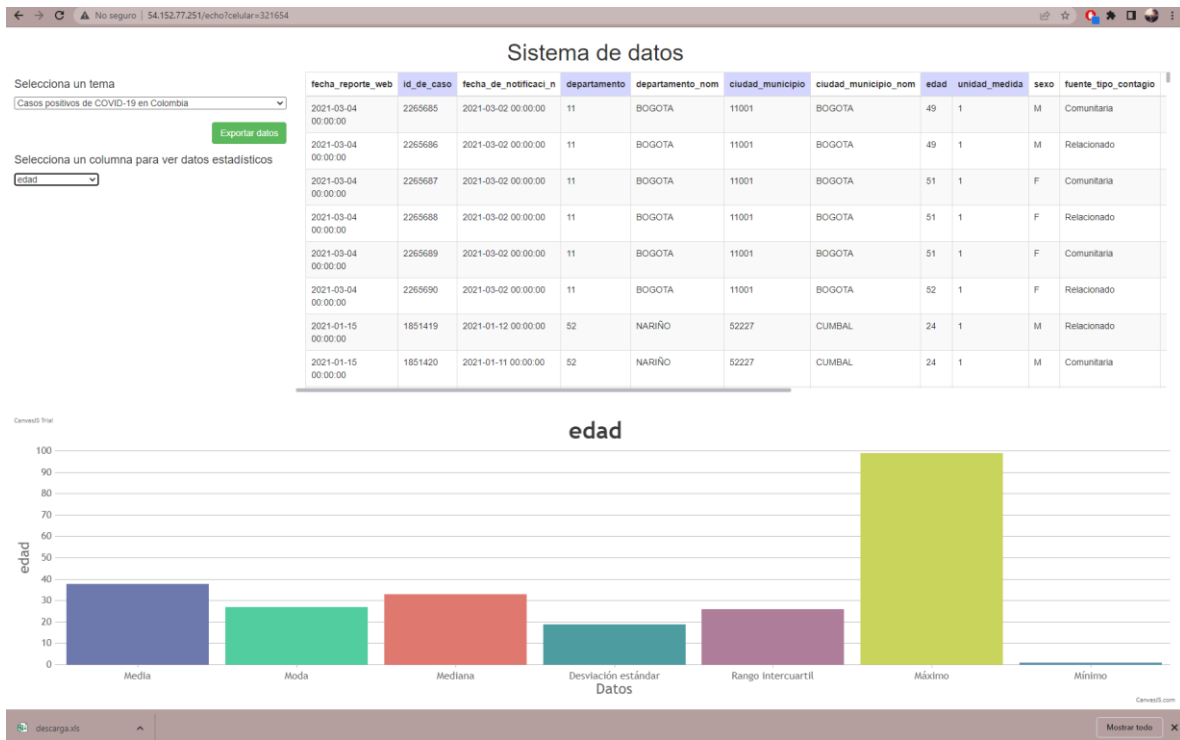 No seguro | 54.152.77.251/echo?celular=321654
Sistema de datos
Selecciona un tema
Casos positivos de COVID-19 en Colombia
Exportar datos
Selecciona un columna para ver datos estadísticos
edad
fecha_reporte_web id_de_caso fecha_de_notificaci_n departamento departamento_nom ciudad_municipio ciudad_municipio_nom edad unidad_medida sexo fuente_tipo_contagio
2021-03-04 00:00:00 2265685 2021-03-02 00:00:00 11 BOGOTA 11001 BOGOTA 49 1 M Comunitaria
2021-03-04 00:00:00 2265686 2021-03-02 00:00:00 11 BOGOTA 11001 BOGOTA 49 1 M Relacionado
2021-03-04 00:00:00 2265687 2021-03-02 00:00:00 11 BOGOTA 11001 BOGOTA 51 1 F Comunitaria
2021-03-04 00:00:00 2265688 2021-03-02 00:00:00 11 BOGOTA 11001 BOGOTA 51 1 F Relacionado
2021-03-04 00:00:00 2265689 2021-03-02 00:00:00 11 BOGOTA 11001 BOGOTA 51 1 F Comunitaria
2021-03-04 00:00:00 2265690 2021-03-02 00:00:00 11 BOGOTA 11001 BOGOTA 52 1 F Relacionado
2021-01-15 00:00:00 1851419 2021-01-12 00:00:00 52 NARIÑO 52227 CUMBAL 24 1 M Relacionado
2021-01-15 00:00:00 1851420 2021-01-11 00:00:00 52 NARIÑO 52227 CUMBAL 24 1 M Comunitaria
CanvasJS Trial
edad
100
90
80
70
60
50
40
30
20
10
0
edad
Media Moda Mediana Desviación estándar Rango Intercuartil Máximo Mínimo
Datos
CanvasJS.com
descarga.xls
Mostrar todo